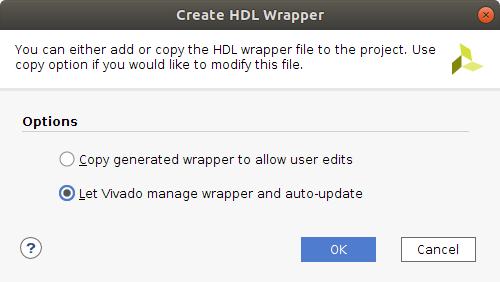 Create HDL Wrapper
You can either add or copy the HDL wrapper file to the project. Use
copy option if you would like to modify this file.
Options
Copy generated wrapper to allow user edits
Let Vivado manage wrapper and auto-update
?
OK
Cancel